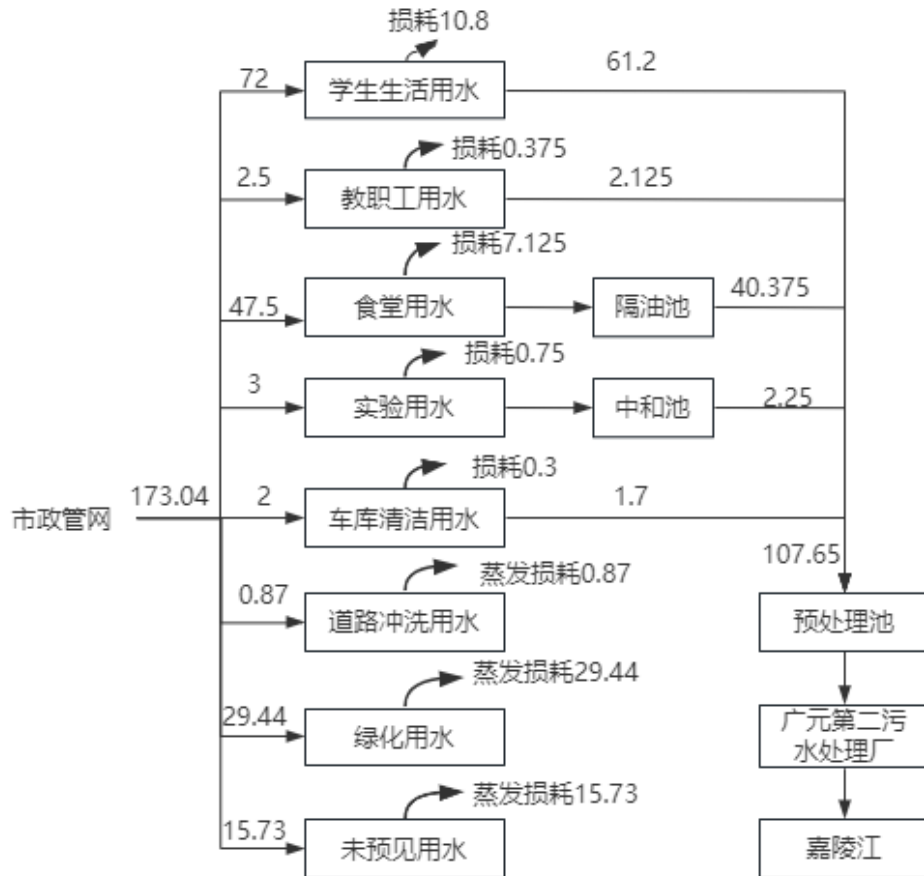 损耗10.8
72
学生生活用水
61.2
损耗0.375
2.5
教职工用水
2.125
损耗7.125
47.5
食堂用水
隔油池
40.375
损耗0.75
3
实验用水
中和池
2.25
损耗0.3
市政管网
173.04
2
车库清洁用水
1.7
107.65
蒸发损耗0.87
0.87
道路冲洗用水
预处理池
蒸发损耗29.44
29.44
绿化用水
广元第二污
水处理厂
蒸发损耗15.73
15.73
未预见用水
嘉陵江